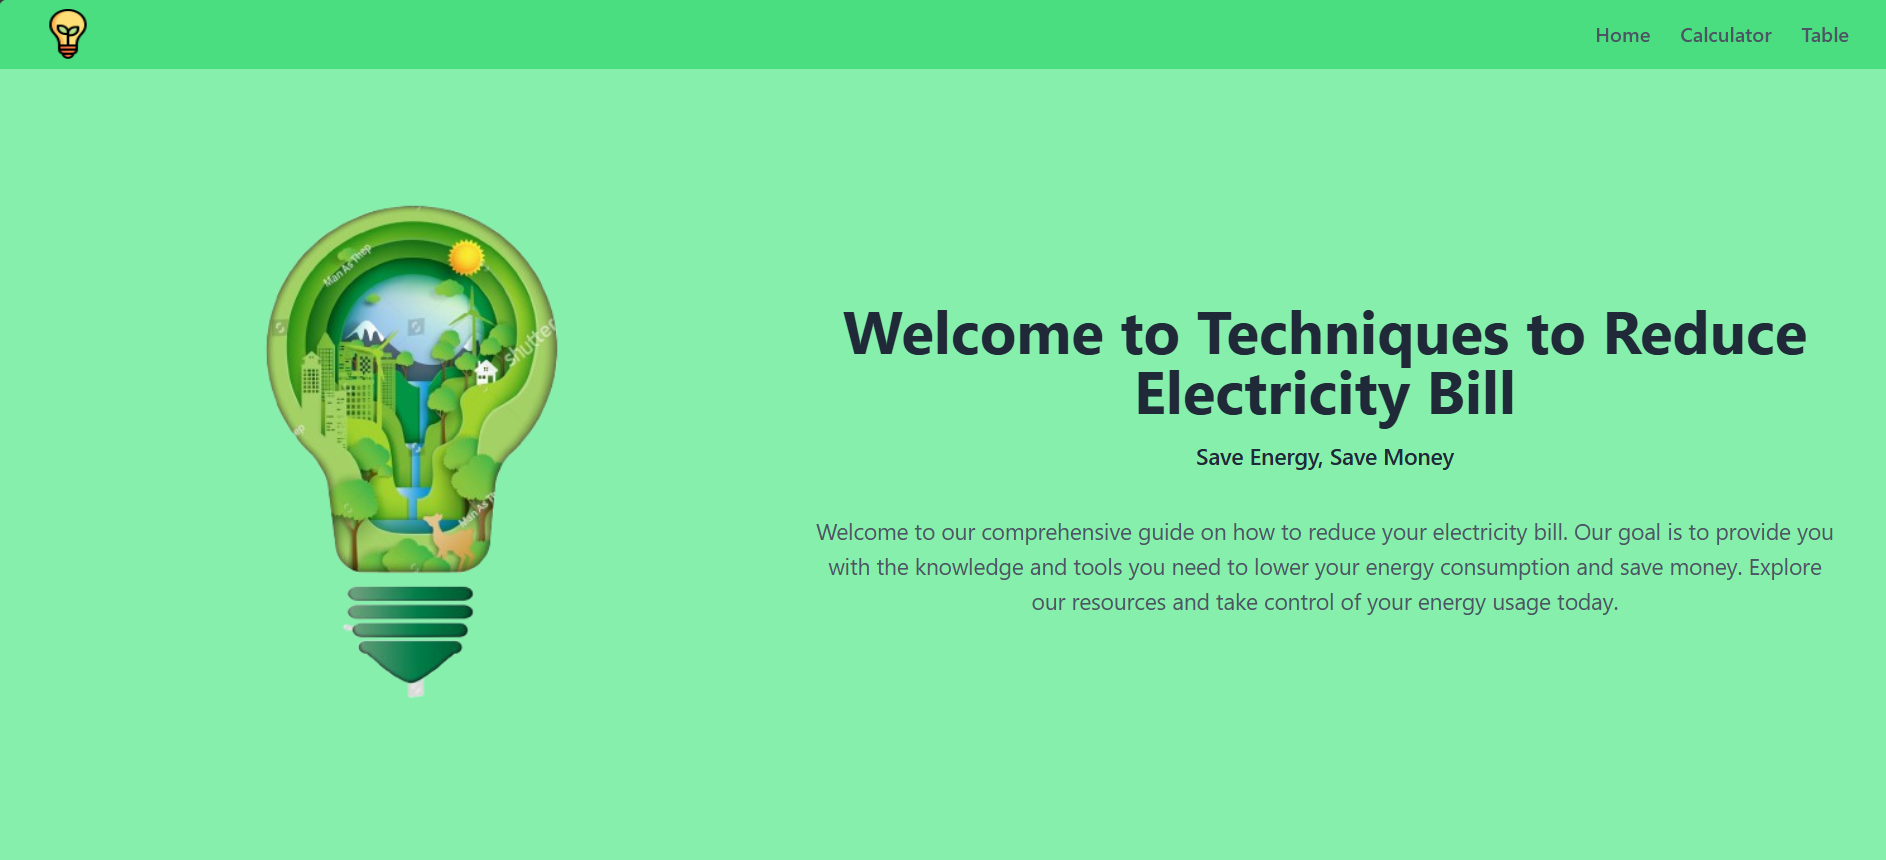 Home Calculator Table
Man As Thep
shutter
Man As T
ep
Welcome to Techniques to Reduce
Electricity Bill
Save Energy, Save Money
Welcome to our comprehensive guide on how to reduce your electricity bill. Our goal is to provide you
with the knowledge and tools you need to lower your energy consumption and save money. Explore
our resources and take control of your energy usage today.